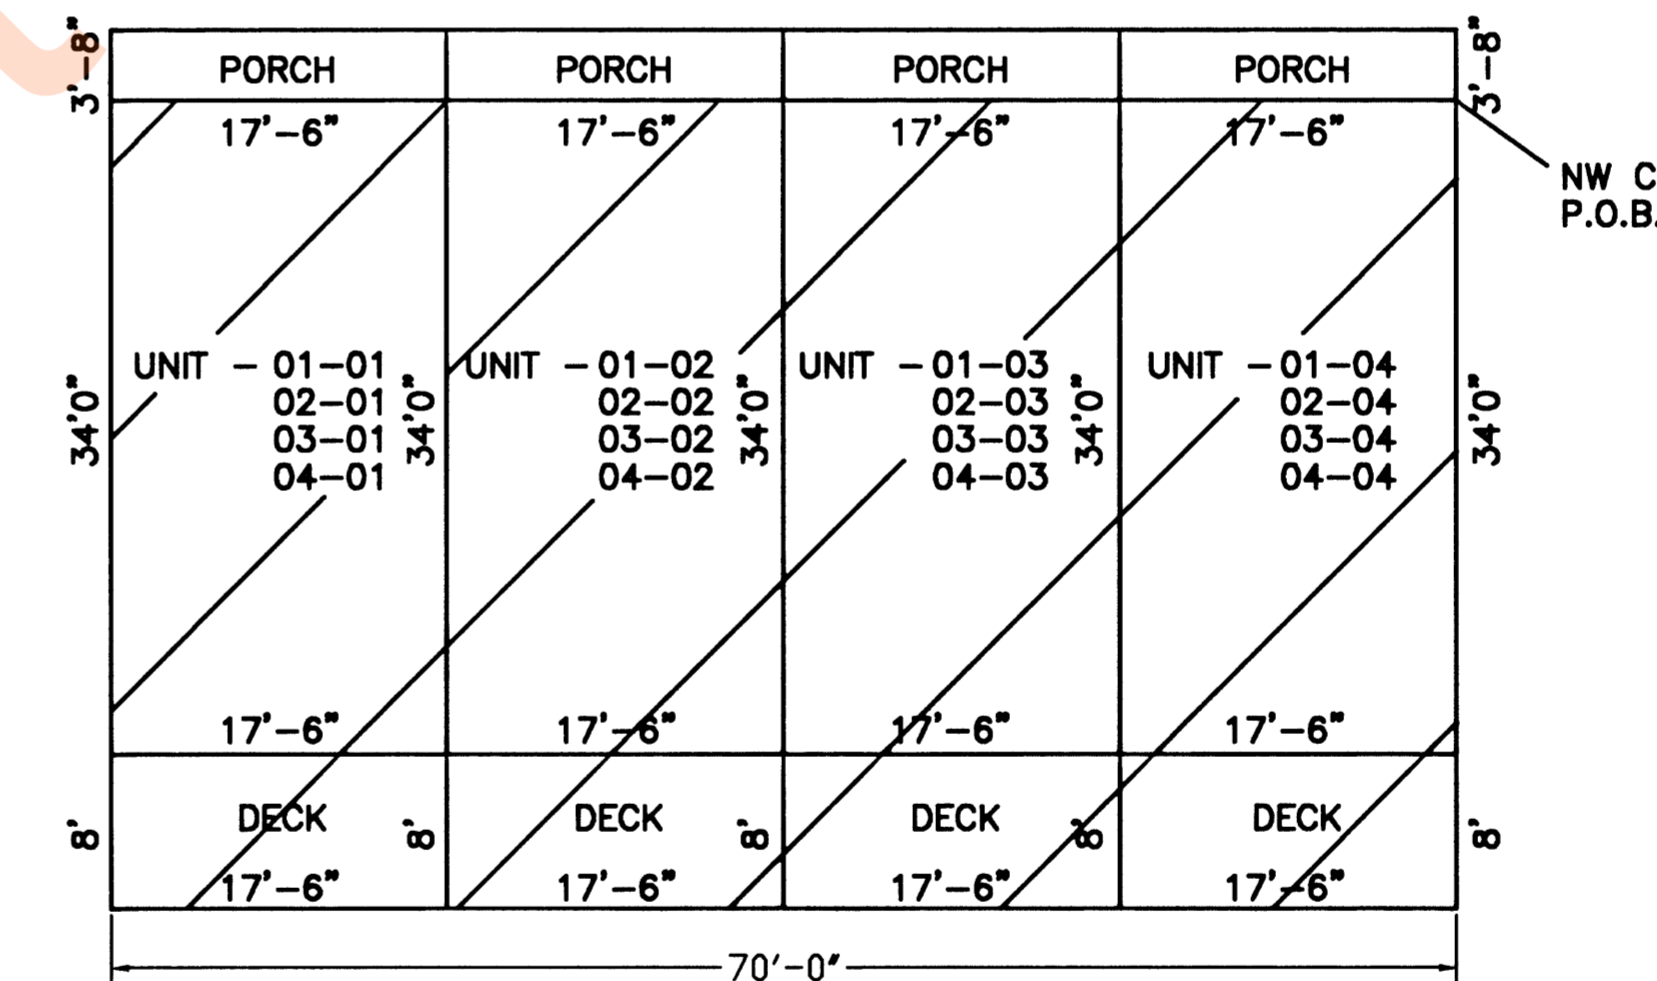 3'-8" PORCH PORCH PORCH PORCH 3'-8"
17'-6" 17'-6" 17'-6" 17'-6"
NW C
P.O.B.
UNIT - 01-01 UNIT - 01-02 UNIT - 01-03 UNIT - 01-04
02-01 02-02 02-03 02-04
03-01 03-02 03-03 03-04
04-01 04-02 04-03 04-04
34'0" 34'0" 34'0" 34'0" 34'0"
17'-6" 17'-6" 17'-6" 17'-6"
DECK DECK DECK DECK
8' 8' 8' 8' 8'
17'-6" 17'-6" 17'-6" 17'-6"
70'-0"